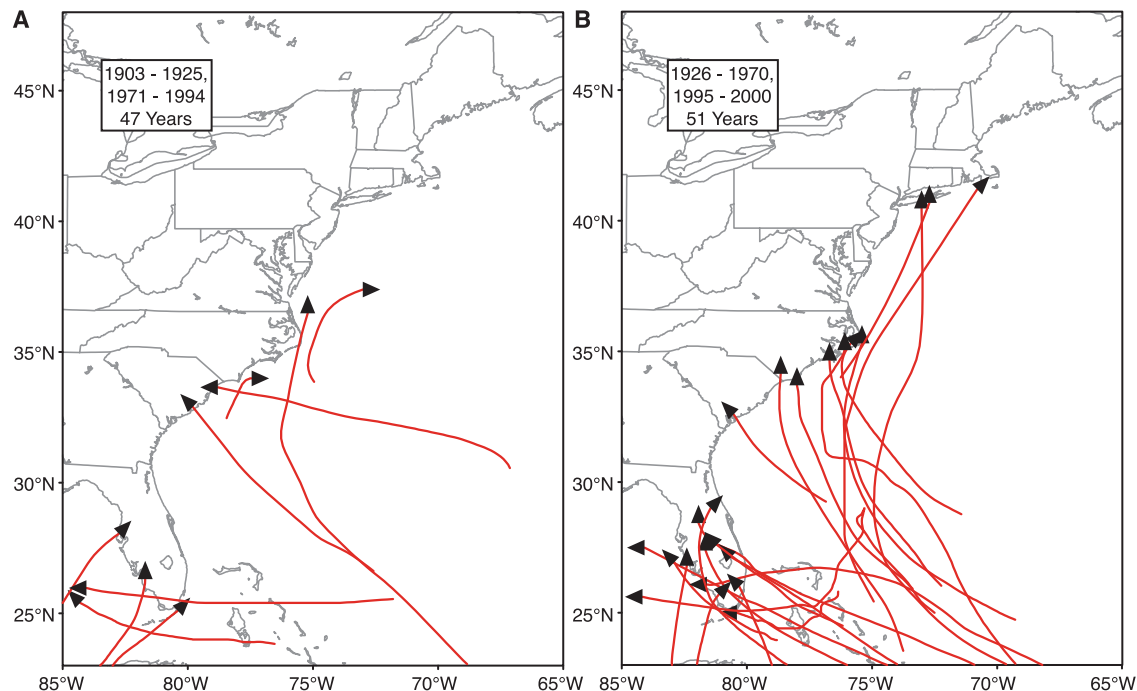 A
1903 - 1925,
1971 - 1994
47 Years
45°N
40°N
35°N
30°N
25°N
85°W
80°W
75°W
70°W
65°W
B
1926 - 1970,
1995 - 2000
51 Years
45°N
40°N
35°N
30°N
25°N
85°W
80°W
75°W
70°W
65°W